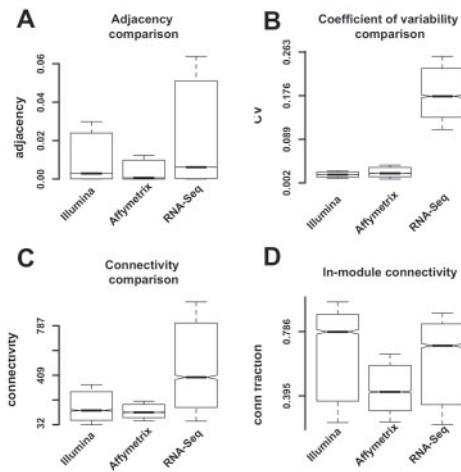 A
Adjacency
comparison
adjacency
0.06
0.04
0.02
0.00
Illumina
Affymetrix
RNA-Seq
B
Coefficient of variability
comparison
CV
0.263
0.176
0.089
0.002
Illumina
Affymetrix
RNA-Seq
C
Connectivity
comparison
connectivity
787
409
32
Illumina
Affymetrix
RNA-Seq
D
In-module connectivity
conn fraction
0.786
0.395
Illumina
Affymetrix
RNA-Seq